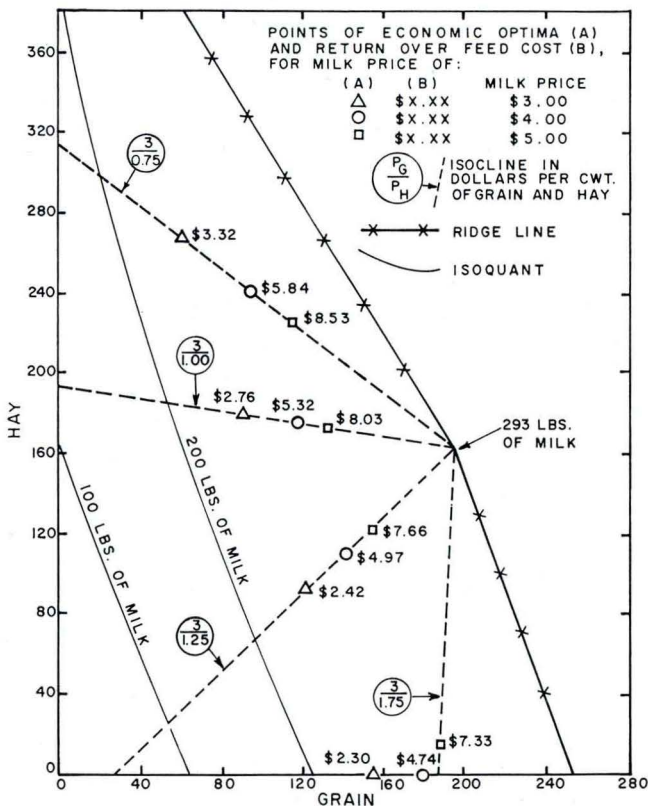 POINTS OF ECONOMIC OPTIMA (A)
AND RETURN OVER FEED COST (B),
FOR MILK PRICE OF:
(A) (B) MILK PRICE
△ $X.XX $3.00
○ $X.XX $4.00
□ $X.XX $5.00
P_G
P_H
ISOCLINE IN
DOLLARS PER CWT.
OF GRAIN AND HAY
RIDGE LINE
ISOQUANT
360
320
280
240
200
160
120
80
40
0
HAY
3
0.75
$3.32
$5.84
$8.53
3
1.00
$2.76
$5.32
$8.03
293 LBS.
OF MILK
100 LBS. OF MILK
200 LBS. OF MILK
$7.66
$4.97
$2.42
3
1.25
3
1.75
$7.33
$2.30
$4.74
0 40 80 120 160 200 240 280
GRAIN